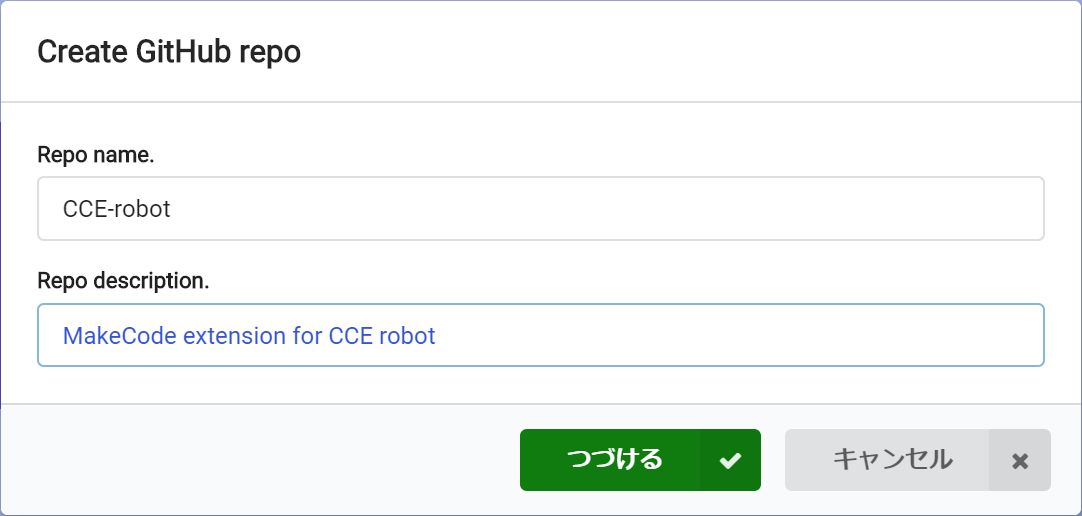 Create GitHub repo
Repo name.
CCE-robot
Repo description.
MakeCode extension for CCE robot
つづける
キャンセル